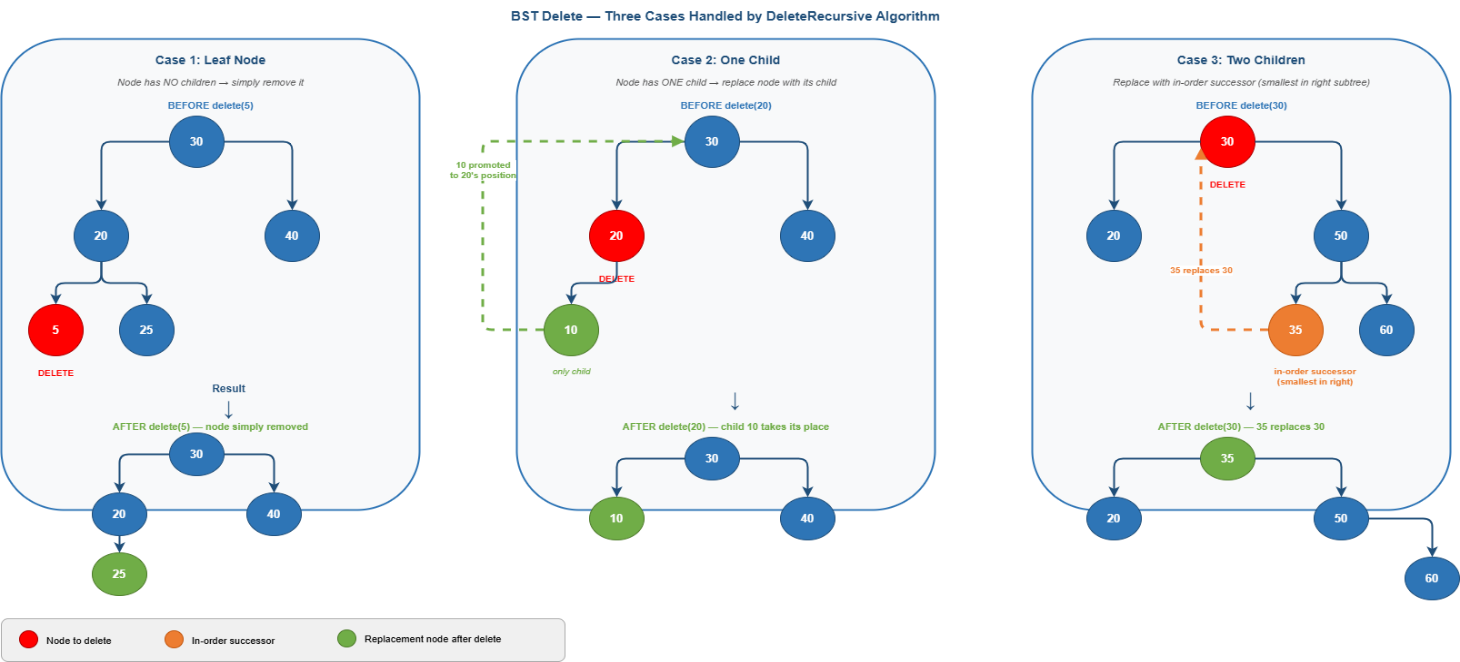 BST Delete — Three Cases Handled by DeleteRecursive Algorithm
Case 1: Leaf Node
Node has NO children → simply remove it
BEFORE delete(5)
30
20
40
5
25
DELETE
Result
↓
AFTER delete(5) — node simply removed
30
20
40
25
Case 2: One Child
Node has ONE child → replace node with its child
BEFORE delete(20)
30
10 promoted
to 20's position
20
40
DELETE
10
only child
↓
AFTER delete(20) — child 10 takes its place
30
10
40
Case 3: Two Children
Replace with in-order successor (smallest in right subtree)
BEFORE delete(30)
30
DELETE
20
50
35 replaces 30
35
60
in-order successor
(smallest in right)
↓
AFTER delete(30) — 35 replaces 30
35
20
50
60
Node to delete
In-order successor
Replacement node after delete